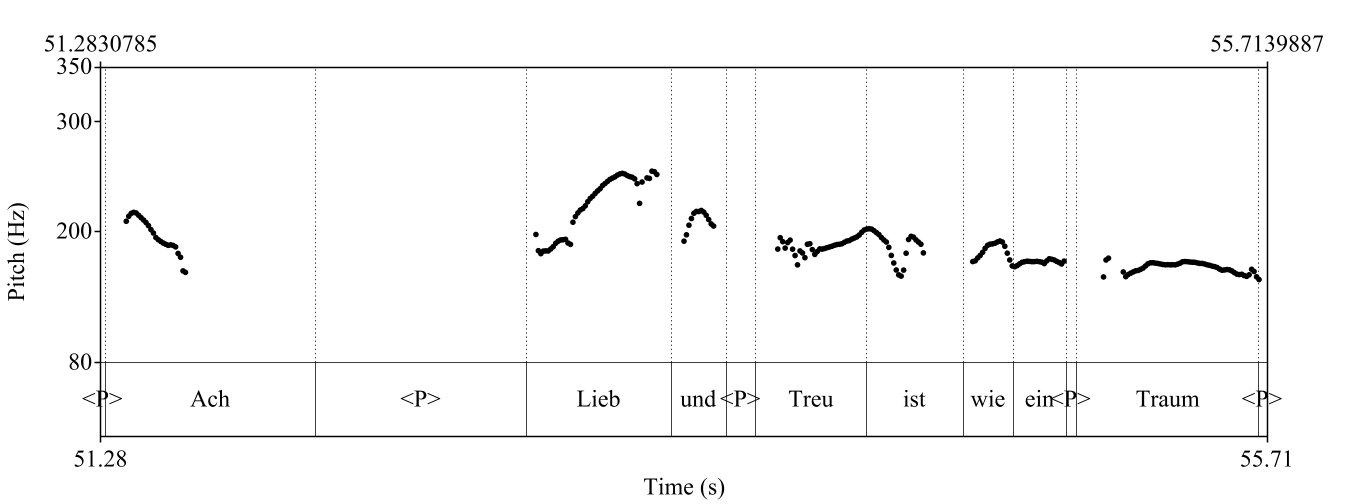 51.2830785 55.7139887
350
300
200
80
Pitch (Hz)
<P> Ach <P> Lieb und <P> Treu ist wie ein <P> Traum <P>
51.28 55.71
Time (s)